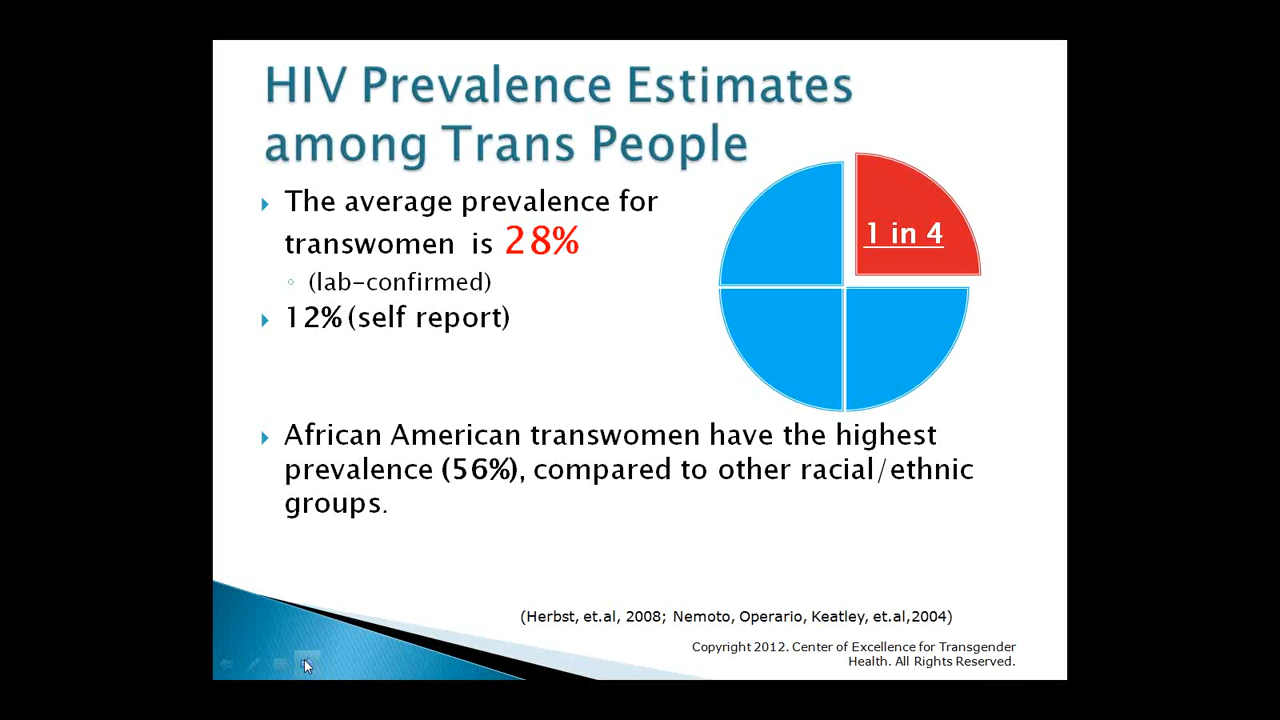 HIV Prevalence Estimates
among Trans People
The average prevalence for
transwomen is 28%
(lab-confirmed)
12% (self report)
1 in 4
African American transwomen have the highest
prevalence (56%), compared to other racial/ethnic
groups.
(Herbst, et.al, 2008; Nemoto, Operario, Keatley, et.al,2004)
Copyright 2012. Center of Excellence for Transgender
Health. All Rights Reserved.